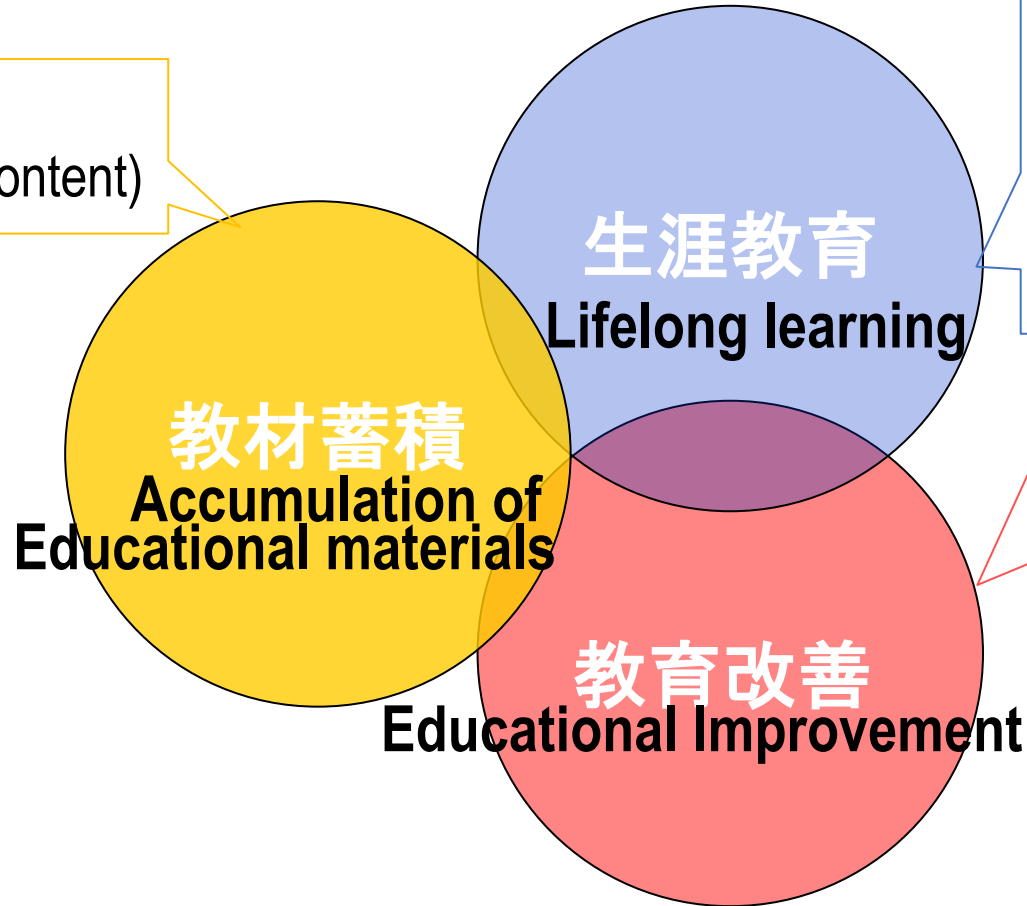 ontent)
生涯教育
Lifelong learning
教材蓄積
Accumulation of
Educational materials
教育改善
Educational Improvement